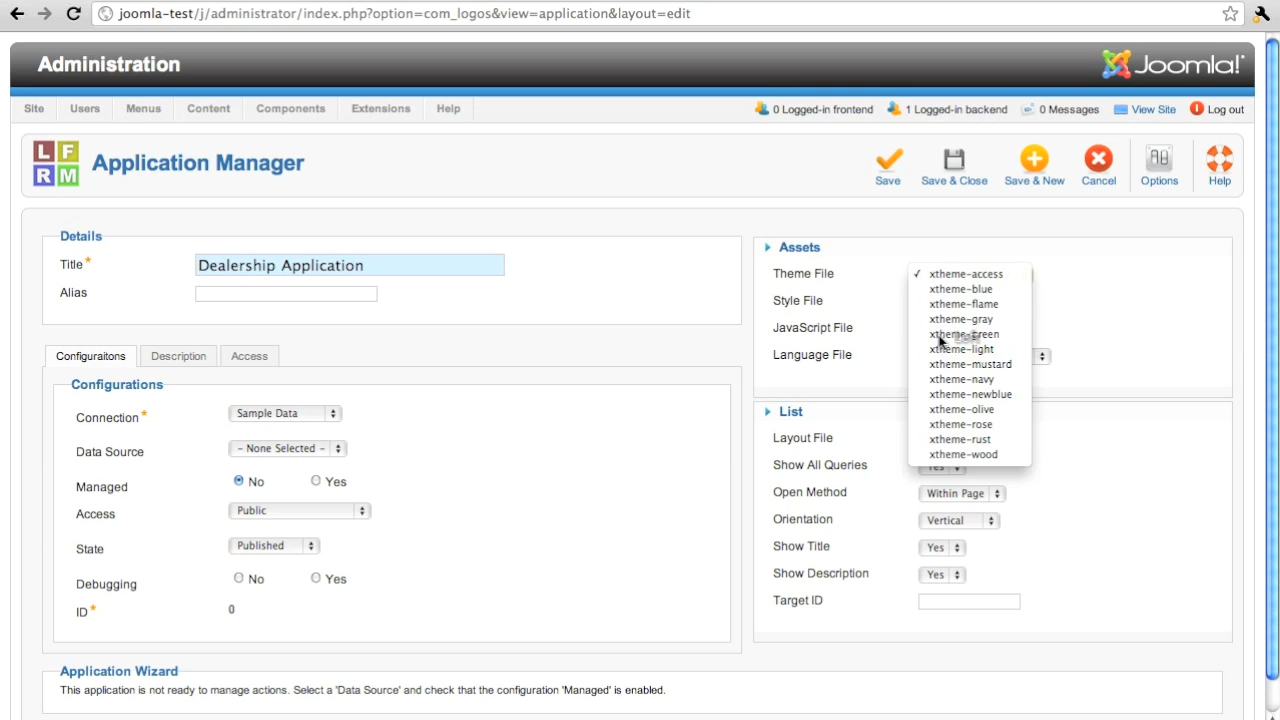 joomla-test/j/administrator/index.php?option=com_logos&view=application&layout=edit
Administration
Joomla!
Site Users Menus Content Components Extensions Help
0 Logged-in frontend 1 Logged-in backend 0 Messages View Site Log out
L F R M
Application Manager
Save Save & Close Save & New Cancel Options Help
Details
Title*
Dealership Application
Alias
Configuraitons Description Access
Configurations
Connection*
Sample Data
Data Source
- None Selected -
Managed
No Yes
Access
Public
State
Published
Debugging
No Yes
ID*
0
Assets
Theme File
Style File
JavaScript File
Language File
✓ xtheme-access
xtheme-blue
xtheme-flame
xtheme-gray
xtheme-green
xtheme-light
xtheme-mustard
xtheme-navy
xtheme-newblue
xtheme-olive
xtheme-rose
xtheme-rust
xtheme-wood
List
Layout File
Show All Queries
Yes
Open Method
Within Page
Orientation
Vertical
Show Title
Yes
Show Description
Yes
Target ID
Application Wizard
This application is not ready to manage actions. Select a 'Data Source' and check that the configuration 'Managed' is enabled.